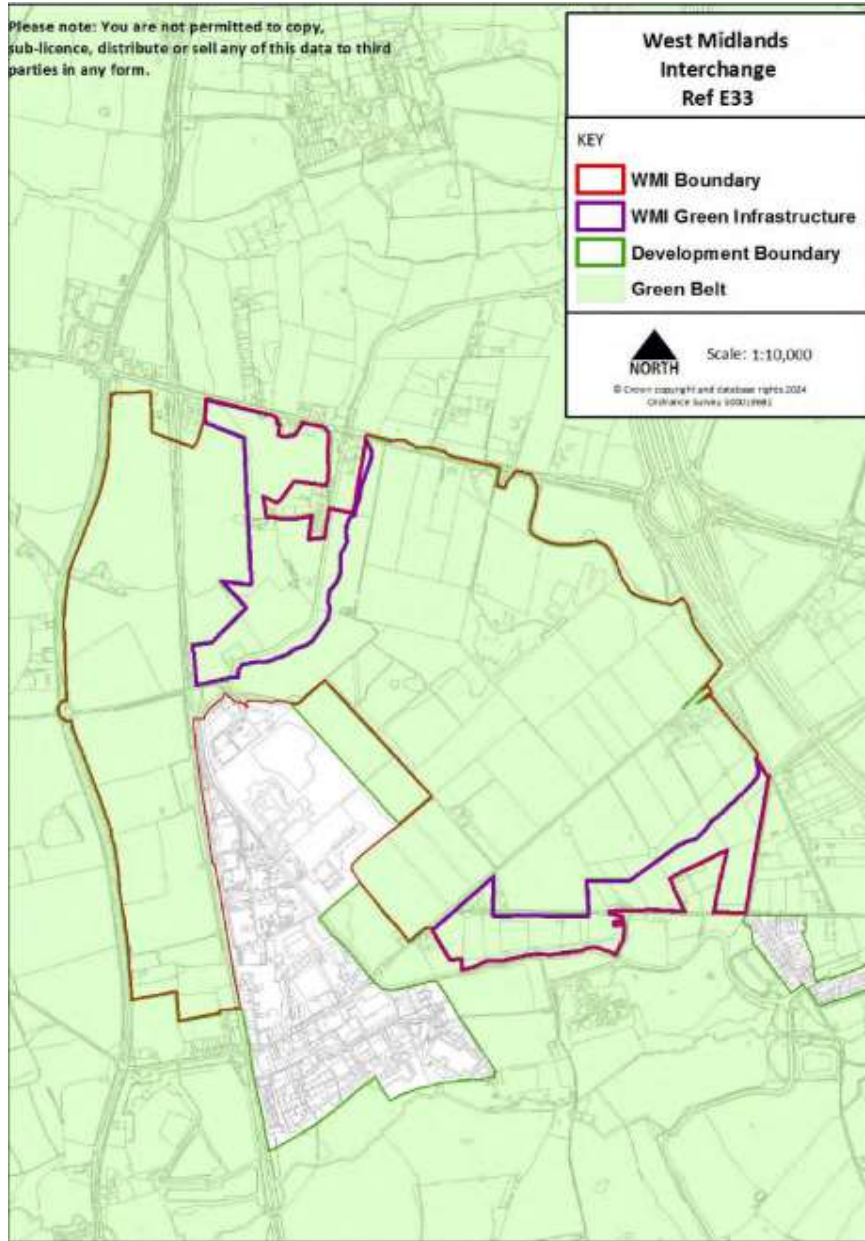 Please note: You are not permitted to copy,
sub-licence, distribute or sell any of this data to third
parties in any form.
West Midlands
Interchange
Ref E33
KEY
WMI Boundary
WMI Green Infrastructure
Development Boundary
Green Belt
NORTH
Scale: 1:10,000
© Crown copyright and database rights 2024
Ordnance Survey